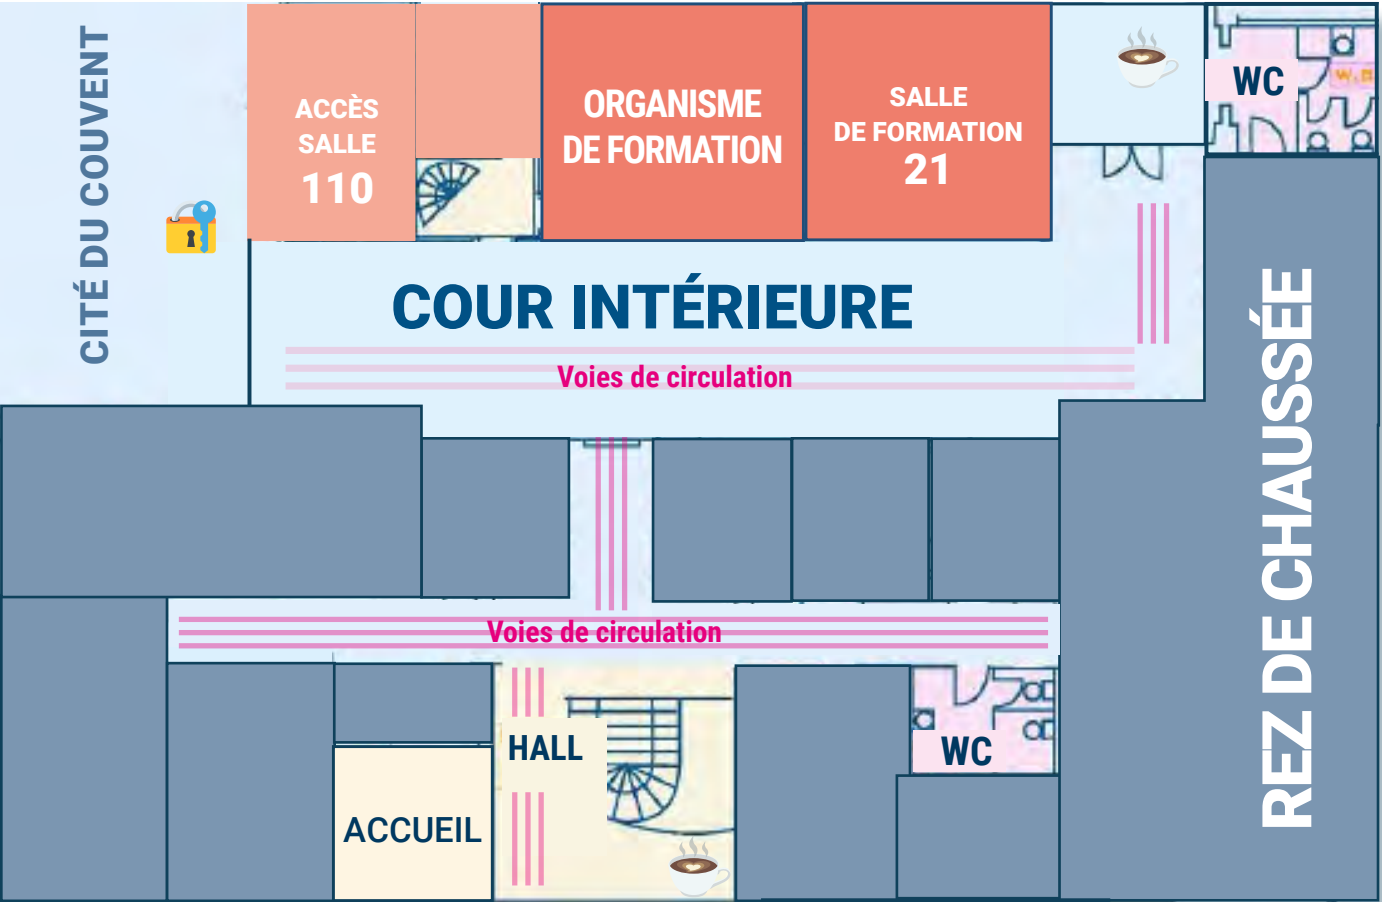 CITÉ DU COUVENT
ACCÈS
SALLE
110
ORGANISME
DE FORMATION
SALLE
DE FORMATION
21
WC
W.C
COUR INTÉRIEURE
Voies de circulation
REZ DE CHAUSSÉE
Voies de circulation
HALL
WC
ACCUEIL